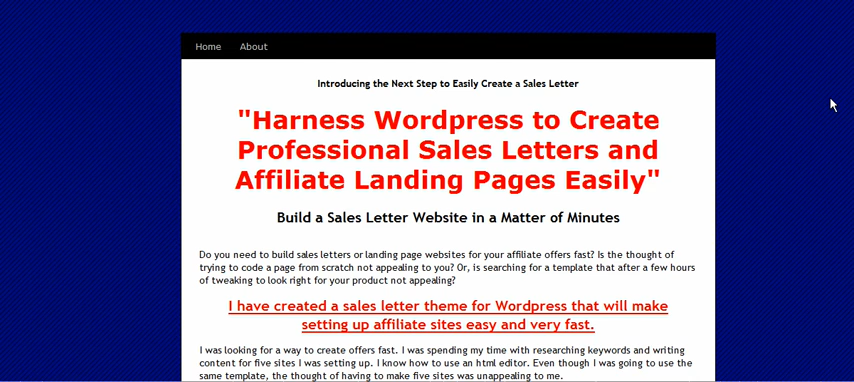 Home About
Introducing the Next Step to Easily Create a Sales Letter
"Harness Wordpress to Create
Professional Sales Letters and
Affiliate Landing Pages Easily"
Build a Sales Letter Website in a Matter of Minutes
Do you need to build sales letters or landing page websites for your affiliate offers fast? Is the thought of
trying to code a page from scratch not appealing to you? Or, is searching for a template that after a few hours
of tweaking to look right for your product not appealing?
I have created a sales letter theme for Wordpress that will make
setting up affiliate sites easy and very fast.
I was looking for a way to create offers fast. I was spending my time with researching keywords and writing
content for five sites I was setting up. I know how to use an html editor. Even though I was going to use the
same template, the thought of having to make five sites was unappealing to me.